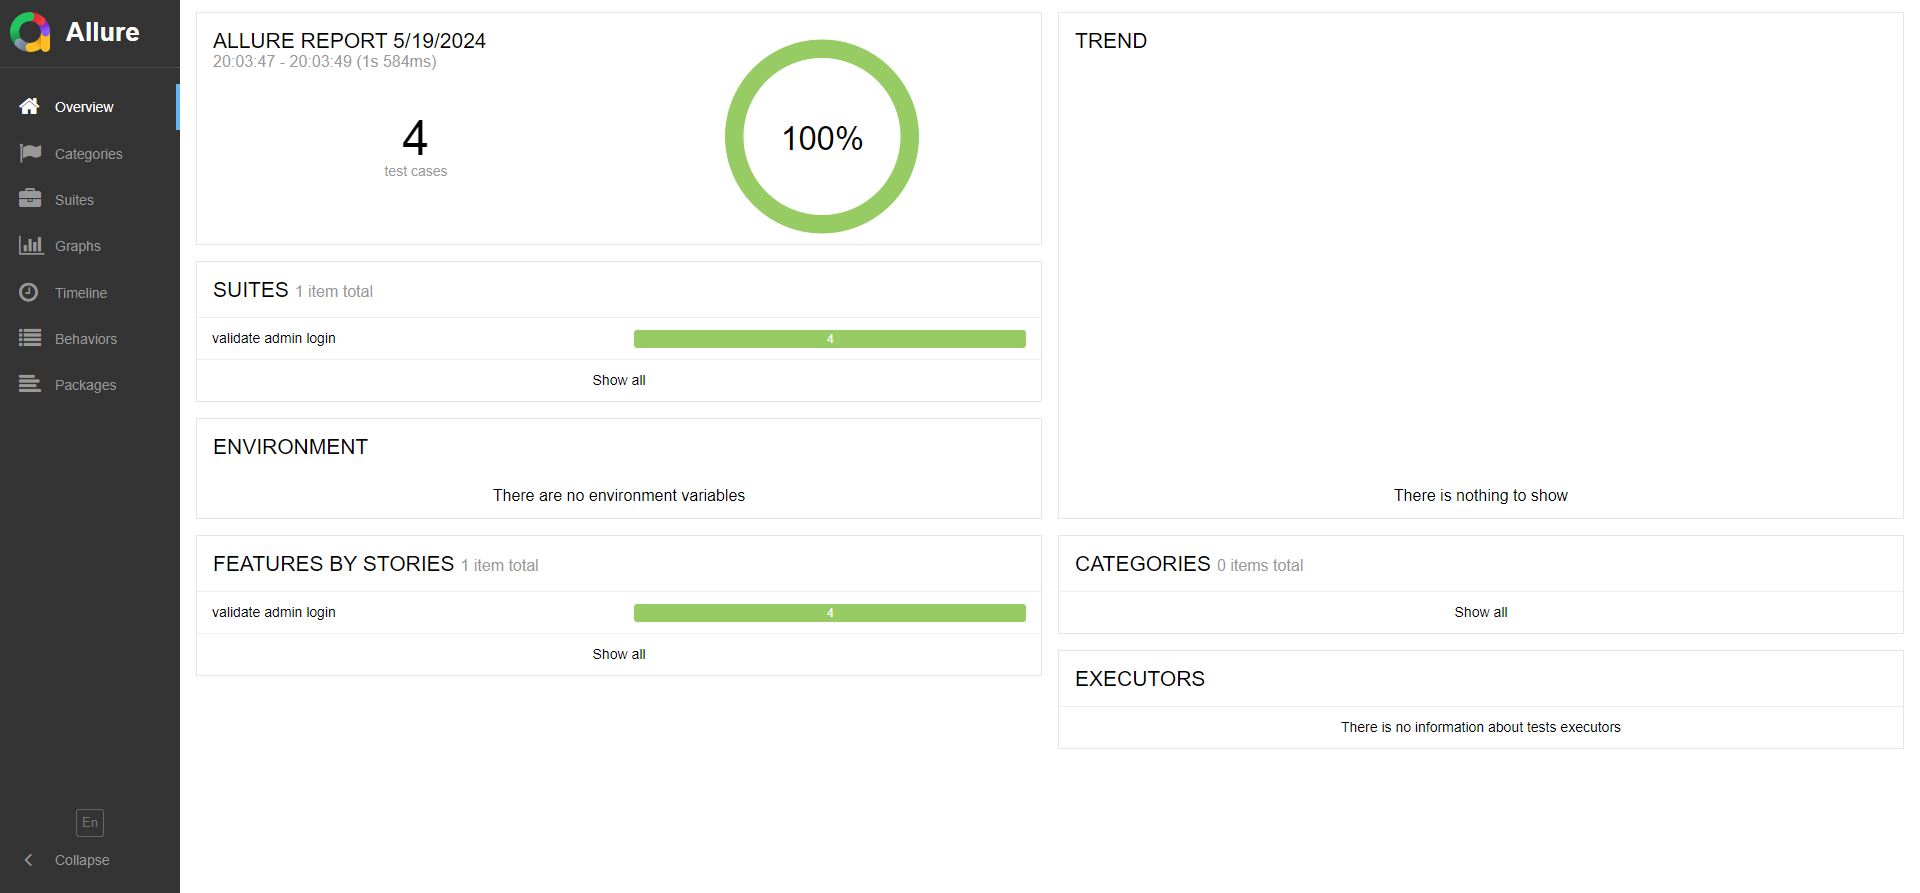 Allure
Overview
Categories
Suites
Graphs
Timeline
Behaviors
Packages
En
Collapse
ALLURE REPORT 5/19/2024
20:03:47 - 20:03:49 (1s 584ms)
4
test cases
100%
SUITES 1 item total
validate admin login 4
Show all
ENVIRONMENT
There are no environment variables
FEATURES BY STORIES 1 item total
validate admin login 4
Show all
TREND
There is nothing to show
CATEGORIES 0 items total
Show all
EXECUTORS
There is no information about tests executors